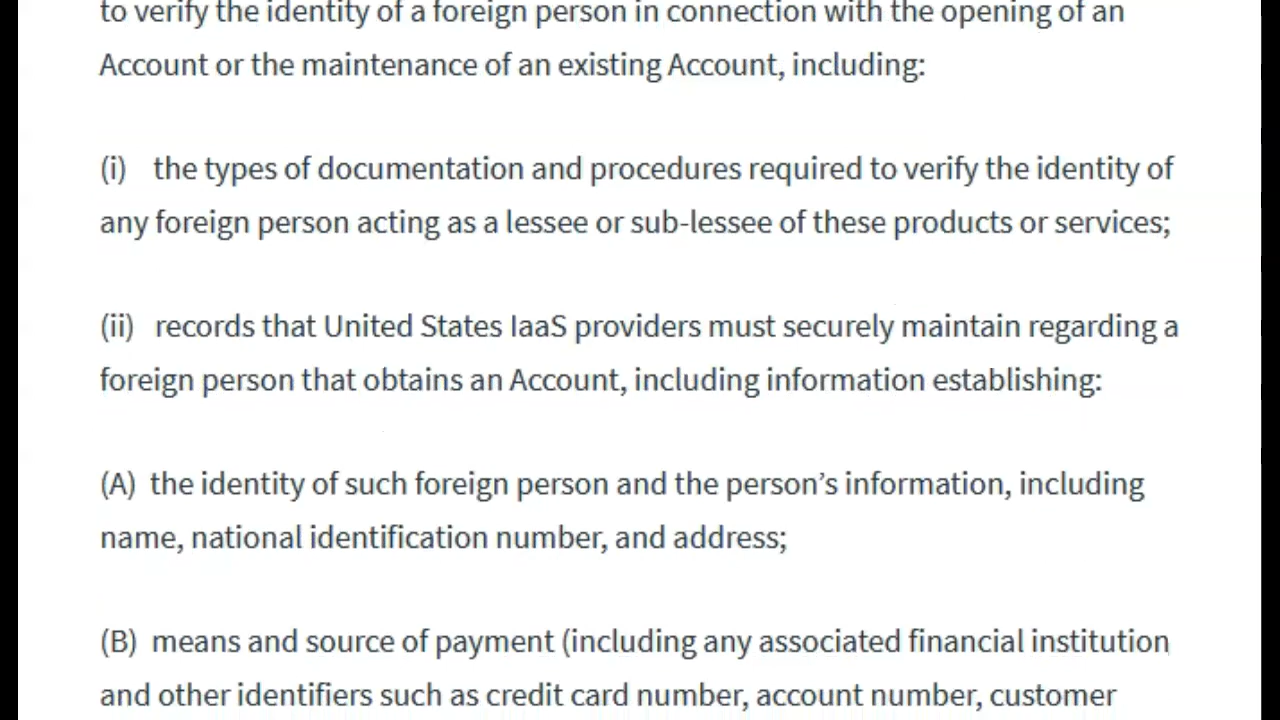 to verify the identity of a foreign person in connection with the opening of an
Account or the maintenance of an existing Account, including:
(i) the types of documentation and procedures required to verify the identity of
any foreign person acting as a lessee or sub-lessee of these products or services;
(ii) records that United States IaaS providers must securely maintain regarding a
foreign person that obtains an Account, including information establishing:
(A) the identity of such foreign person and the person’s information, including
name, national identification number, and address;
(B) means and source of payment (including any associated financial institution
and other identifiers such as credit card number, account number, customer